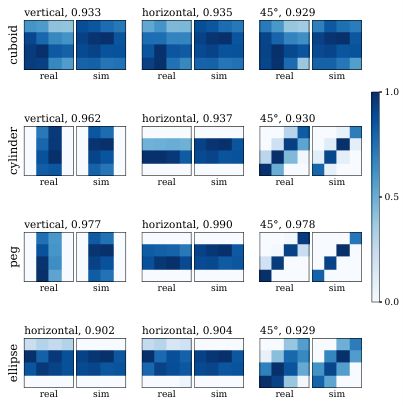 vertical, 0.933 horizontal, 0.935 45°, 0.929
cuboid
real sim real sim real sim
vertical, 0.962 horizontal, 0.937 45°, 0.930
cylinder
real sim real sim real sim
1.0
0.5
0.0
vertical, 0.977 horizontal, 0.990 45°, 0.978
peg
real sim real sim real sim
horizontal, 0.902 horizontal, 0.904 45°, 0.929
ellipse
real sim real sim real sim